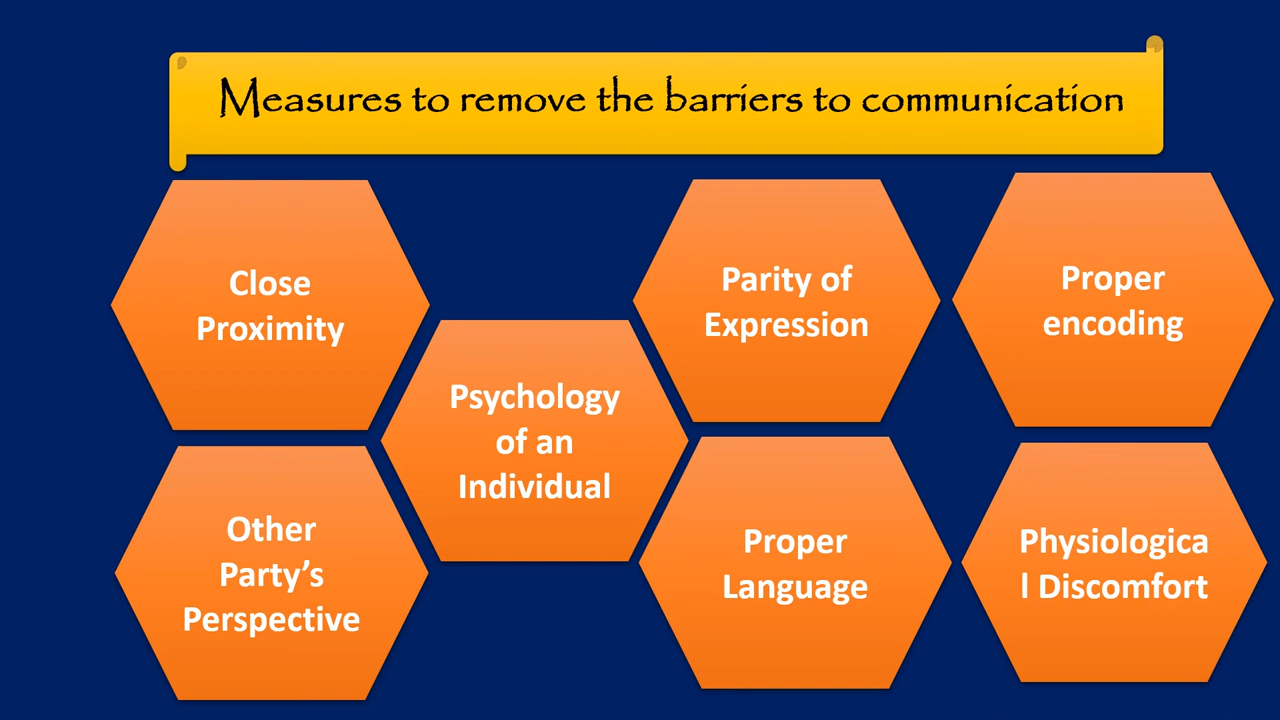 Measures to remove the barriers to communication
Close
Proximity
Psychology
of an
Individual
Parity of
Expression
Proper
encoding
Other
Party’s
Perspective
Proper
Language
Physiologica
l Discomfort